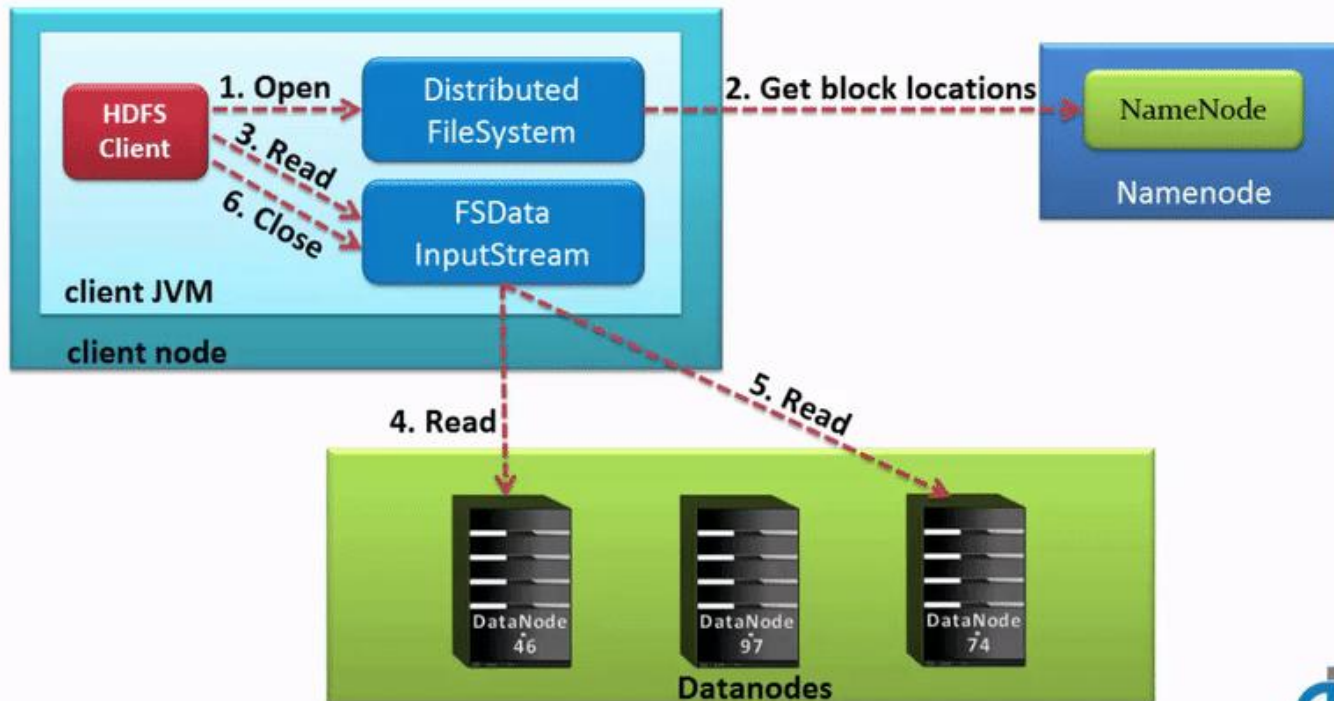 1. Open
HDFS
Client
3. Read
6. Close
Distributed
FileSystem
FSData
InputStream
client JVM
client node
2. Get block locations
NameNode
Namenode
4. Read
5. Read
DataNode
46
DataNode
97
DataNode
74
Datanodes